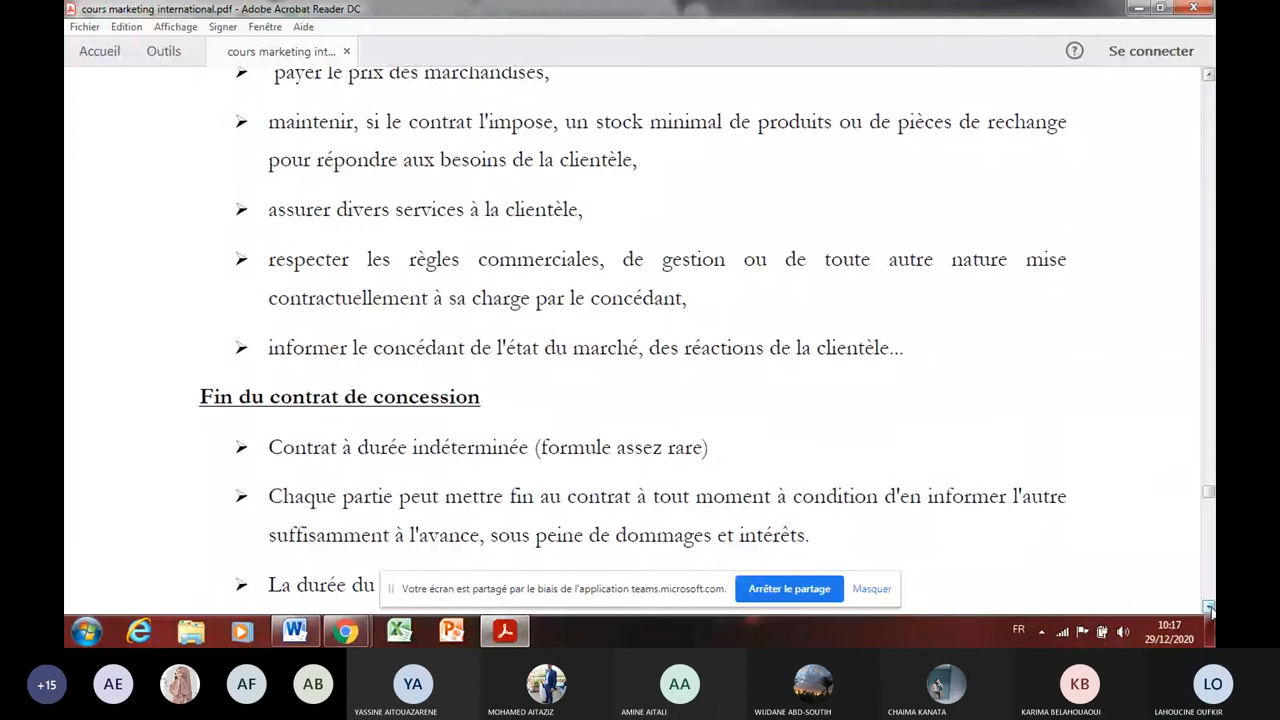 cours marketing international.pdf - Adobe Acrobat Reader DC
Fichier Edition Affichage Signer Fenêtre Aide
Accueil Outils cours marketing int... × ? Se connecter
➤ payer le prix des marchandises,
➤ maintenir, si le contrat l'impose, un stock minimal de produits ou de pièces de rechange
pour répondre aux besoins de la clientèle,
➤ assurer divers services à la clientèle,
➤ respecter les règles commerciales, de gestion ou de toute autre nature mise
contractuellement à sa charge par le concédant,
➤ informer le concédant de l'état du marché, des réactions de la clientèle...
Fin du contrat de concession
➤ Contrat à durée indéterminée (formule assez rare)
➤ Chaque partie peut mettre fin au contrat à tout moment à condition d'en informer l'autre
suffisamment à l'avance, sous peine de dommages et intérêts.
➤ La durée du
Votre écran est partagé par le biais de l'application teams.microsoft.com. Arrêter le partage Masquer
FR 10:17
29/12/2020
+15 AE AF AB YA AA KB LO
YASSINE AITOUAZARENE MOHAMED AITAZIZ AMINE AITALI WIJDANE ABD-SOUTIH CHAIMA KANATA KARIMA BELAHOUAOUI LAHOUCINE OUFKIR